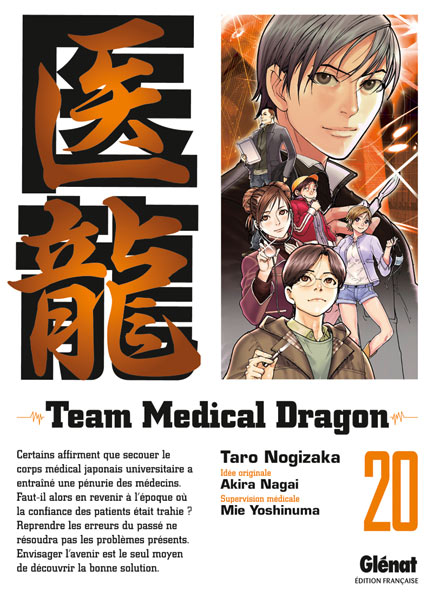 医
龍
Team Medical Dragon
Certains affirment que secouer le
corps médical japonais universitaire a
entraîné une pénurie des médecins.
Faut-il alors en revenir à l'époque où
la confiance des patients était trahie ?
Reprendre les erreurs du passé ne
résoudra pas les problèmes présents.
Envisager l'avenir est le seul moyen
de découvrir la bonne solution.
Taro Nogizaka
Idée originale
Akira Nagai
Supervision médicale
Mie Yoshinuma
20
Glénat
ÉDITION FRANÇAISE